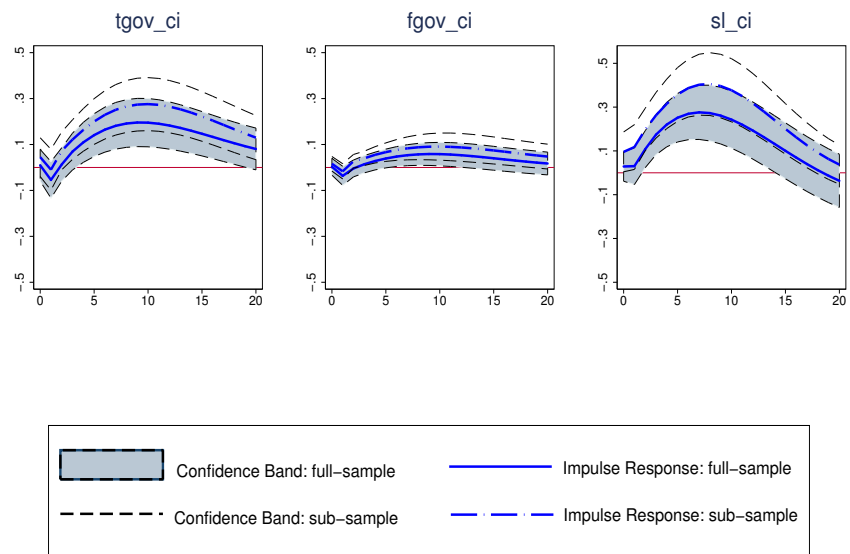 tgov_ci fgov_ci sl_ci
.5 .5 .5
.3 .3 .3
.1 .1 .1
-.1 -.1 -.1
-.3 -.3 -.3
-.5 -.5 -.5
0 5 10 15 20 0 5 10 15 20 0 5 10 15 20
Confidence Band: full-sample Impulse Response: full-sample
Confidence Band: sub-sample Impulse Response: sub-sample